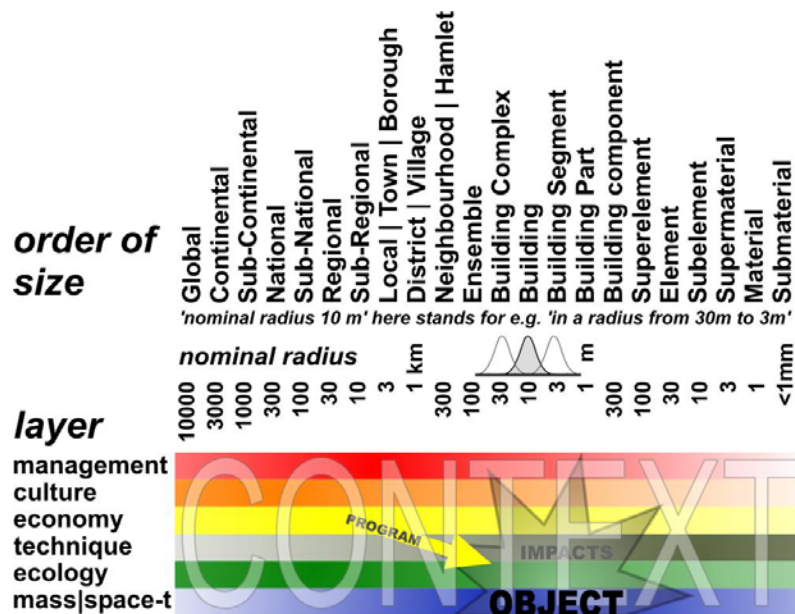 order of size
Global
Continental
Sub-Continental
National
Sub-National
Regional
Sub-Regional
Local | Town | Borough
District | Village
Neighbourhood | Hamlet
Ensemble
Building Complex
Building
Building Segment
Building Part
Building component
Superelement
Element
Subelement
Supermaterial
Material
Submaterial
'nominal radius 10 m' here stands for e.g. 'in a radius from 30m to 3m'
nominal radius
10000
3000
1000
300
100
30
10
3
1 km
300
100
30
10
3
1 m
300
100
30
10
3
1
<1mm
layer
management
culture
economy
technique
ecology
mass|space-t
CONTEXT
PROGRAM
IMPACTS
OBJECT